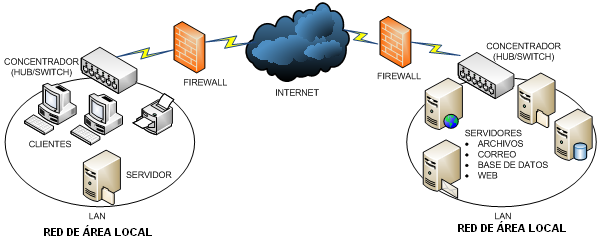 CONCENTRADOR
(HUB/SWITCH)
FIREWALL
INTERNET
FIREWALL
CONCENTRADOR
(HUB/SWITCH)
CLIENTES
SERVIDOR
LAN
RED DE ÁREA LOCAL
SERVIDORES
• ARCHIVOS
• CORREO
• BASE DE DATOS
• WEB
LAN
RED DE ÁREA LOCAL